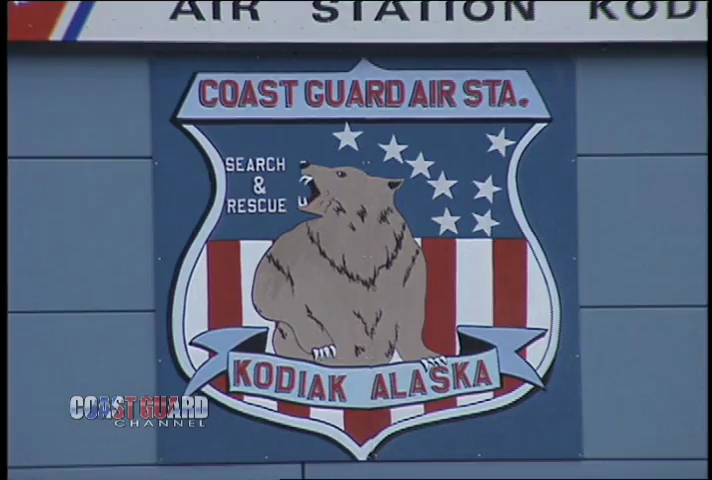 AIR STATION KOD
COAST GUARD AIR STA.
SEARCH
&
RESCUE
KODIAK ALASKA
COAST GUARD
CHANNEL